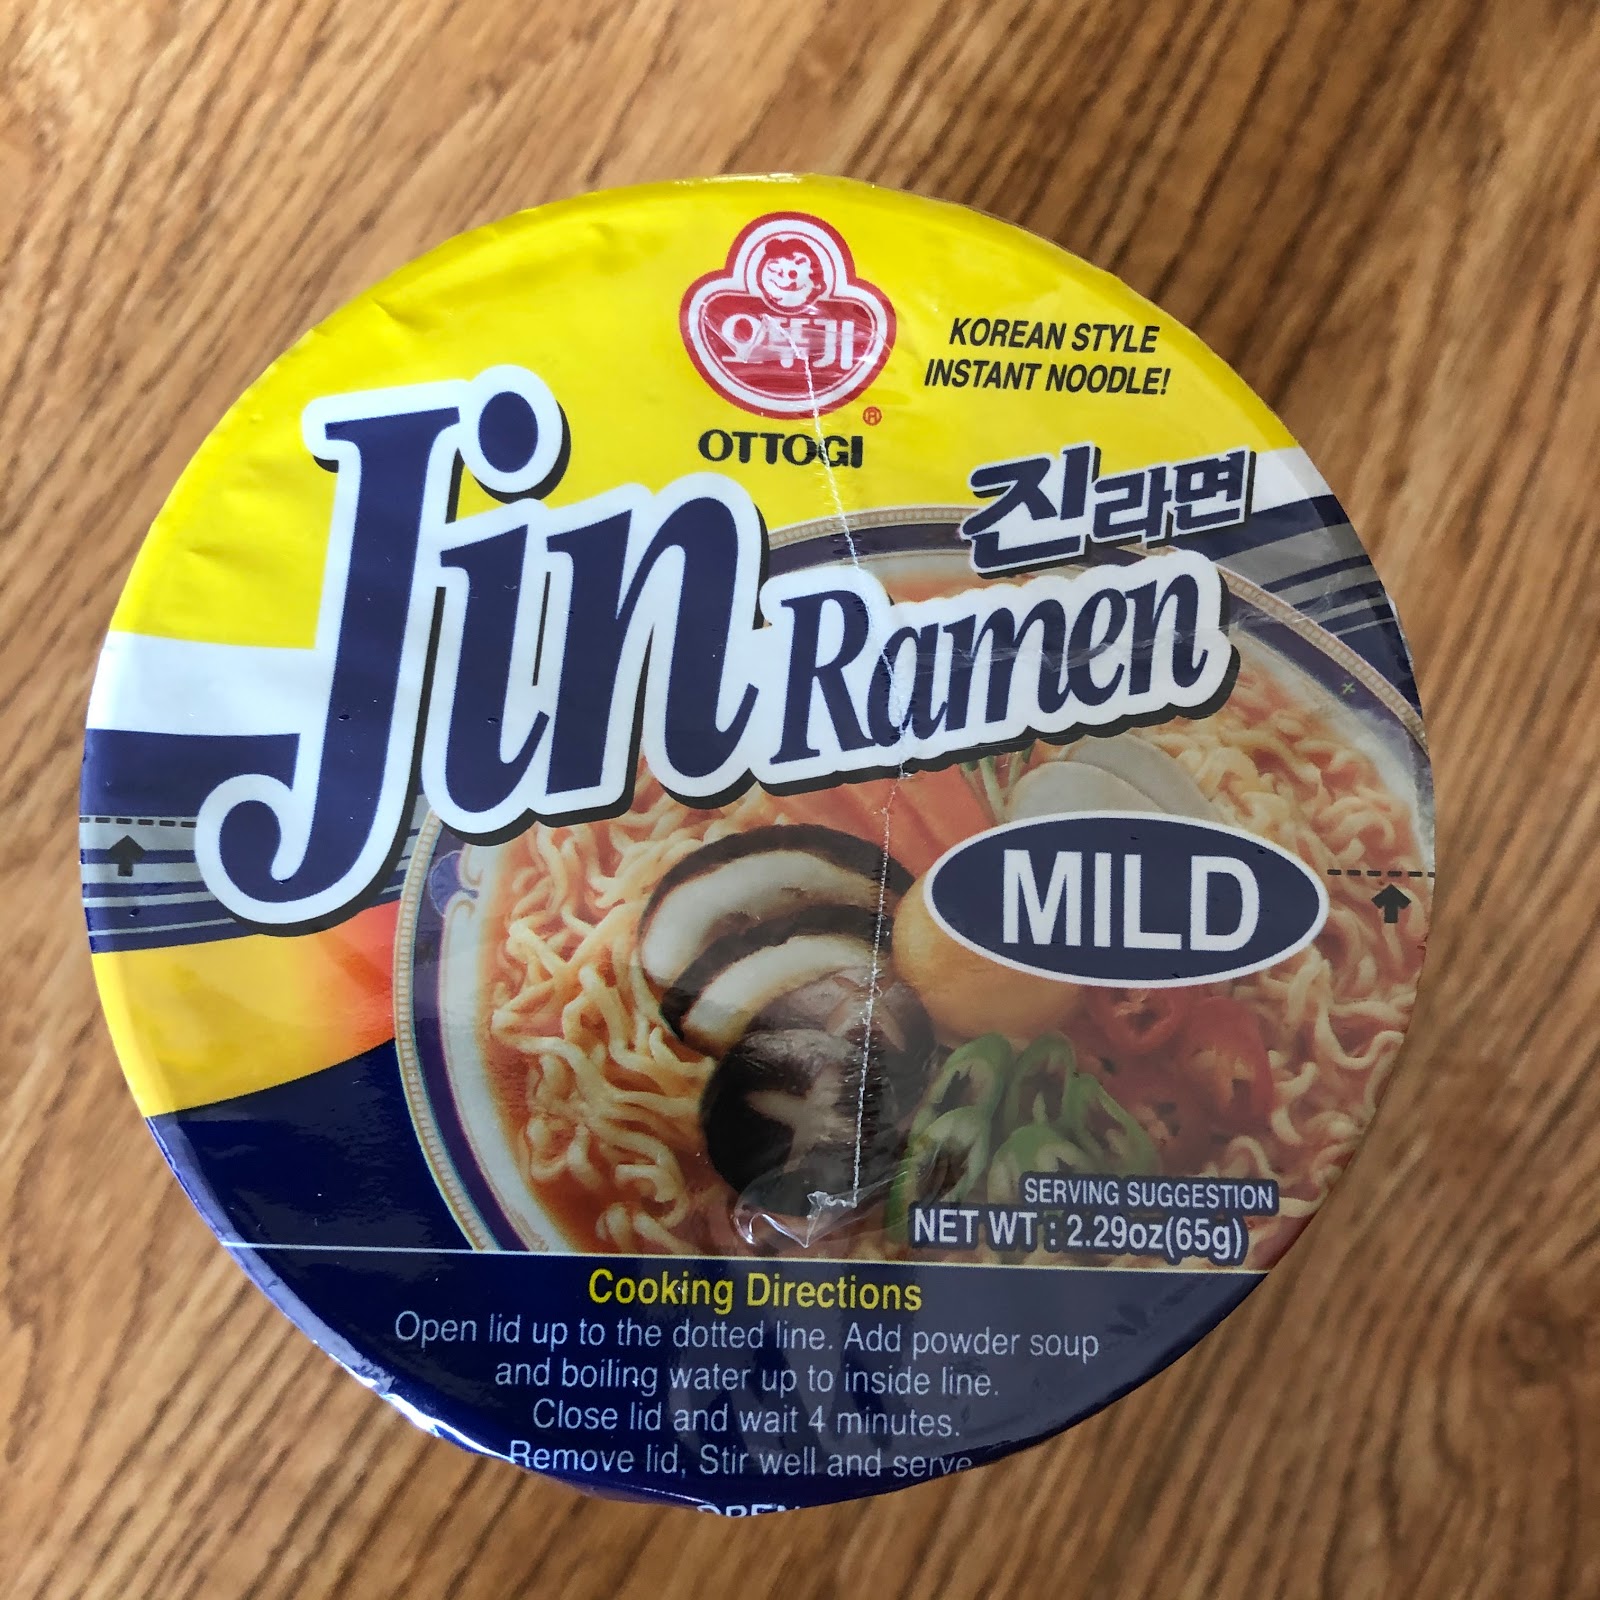 오뚜기
®
OTTOGI
KOREAN STYLE
INSTANT NOODLE!
진라면
Jin Ramen
MILD
SERVING SUGGESTION
NET WT : 2.29oz(65g)
Cooking Directions
Open lid up to the dotted line. Add powder soup
and boiling water up to inside line.
Close lid and wait 4 minutes.
Remove lid, Stir well and serve
OPEN